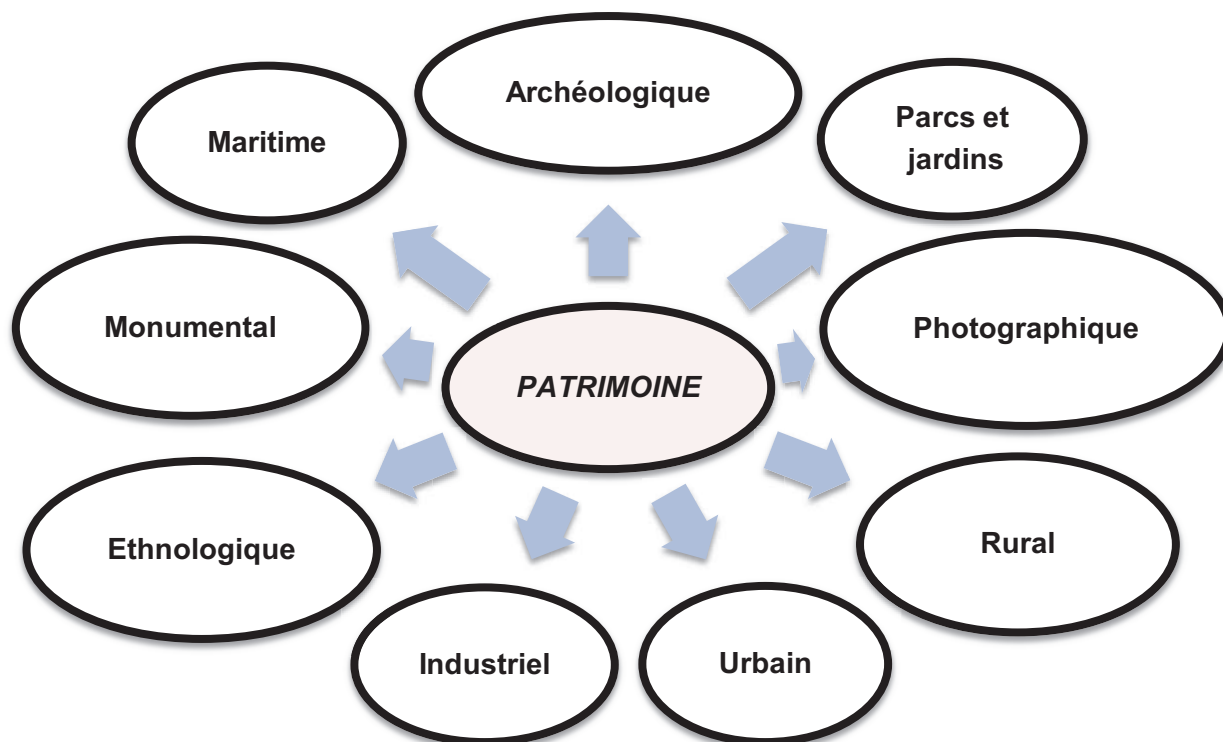 Archéologique
Maritime
Parcs et
jardins
Monumental
Photographique
PATRIMOINE
Ethnologique
Rural
Industriel
Urbain